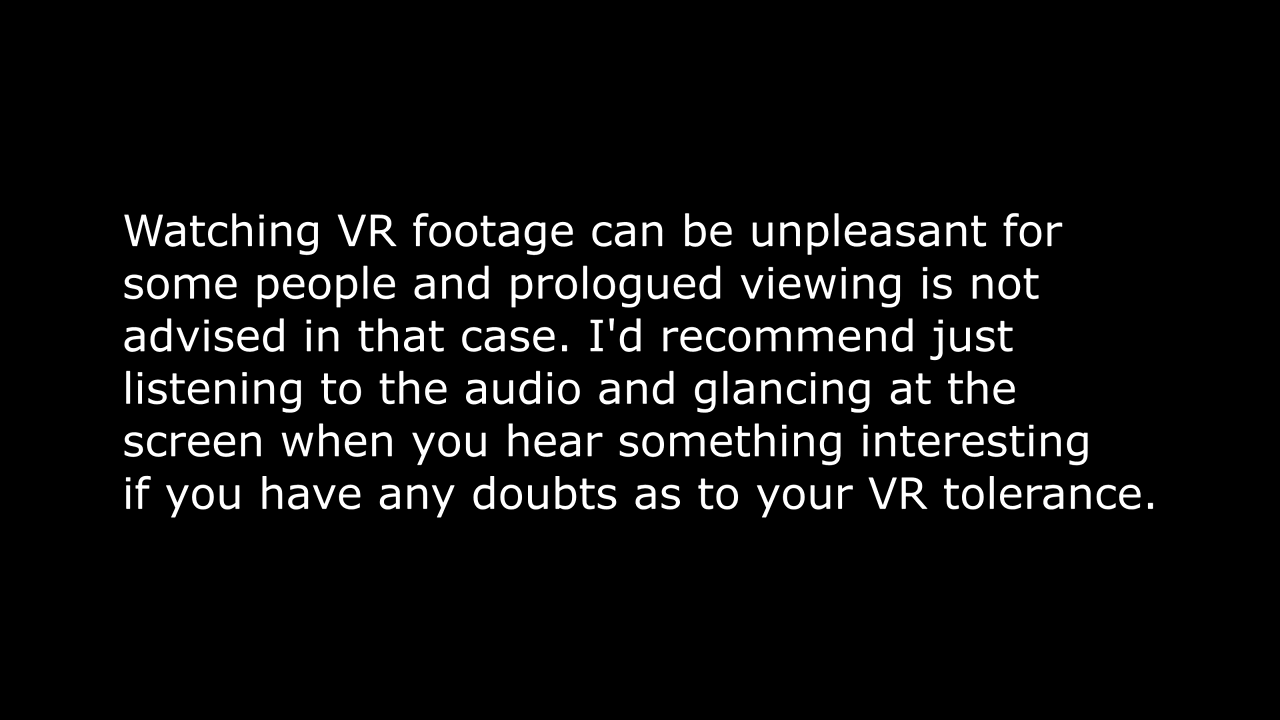 Watching VR footage can be unpleasant for
some people and prologued viewing is not
advised in that case. I'd recommend just
listening to the audio and glancing at the
screen when you hear something interesting
if you have any doubts as to your VR tolerance.